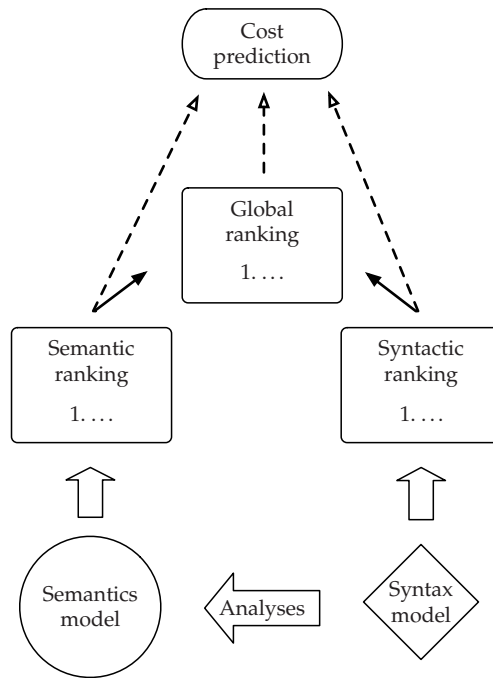 Cost
prediction
Global
ranking
1. ...
Semantic
ranking
1. ...
Syntactic
ranking
1. ...
Semantics
model
Analyses
Syntax
model